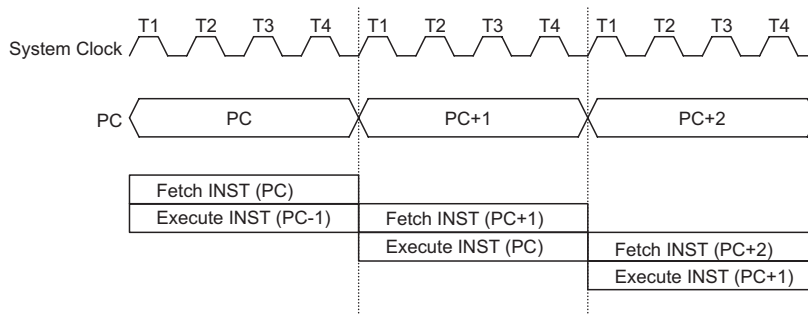 T1 T2 T3 T4 T1 T2 T3 T4 T1 T2 T3 T4
System Clock
PC PC PC+1 PC+2
Fetch INST (PC)
Execute INST (PC-1) Fetch INST (PC+1)
Execute INST (PC) Fetch INST (PC+2)
Execute INST (PC+1)